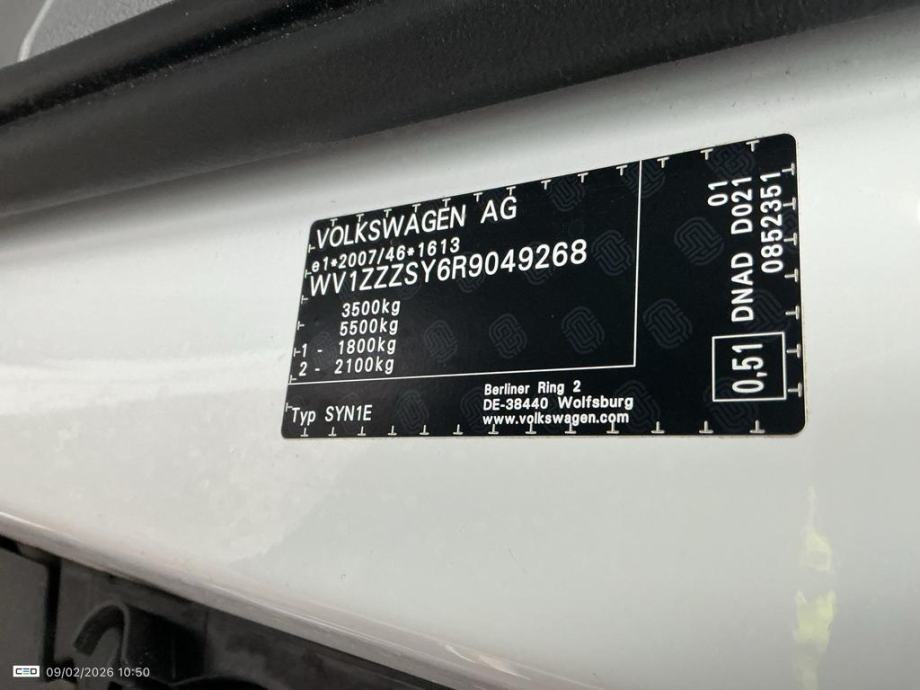 VOLKSWAGEN AG
e1*2007/46*1613
WV1ZZZSY6R9049268
3500kg
5500kg
1 - 1800kg
2 - 2100kg
Typ SYN1E
Berliner Ring 2
DE-38440 Wolfsburg
www.volkswagen.com
0,51
DNAD D021 01
0852351
CEO 09/02/2026 10:50